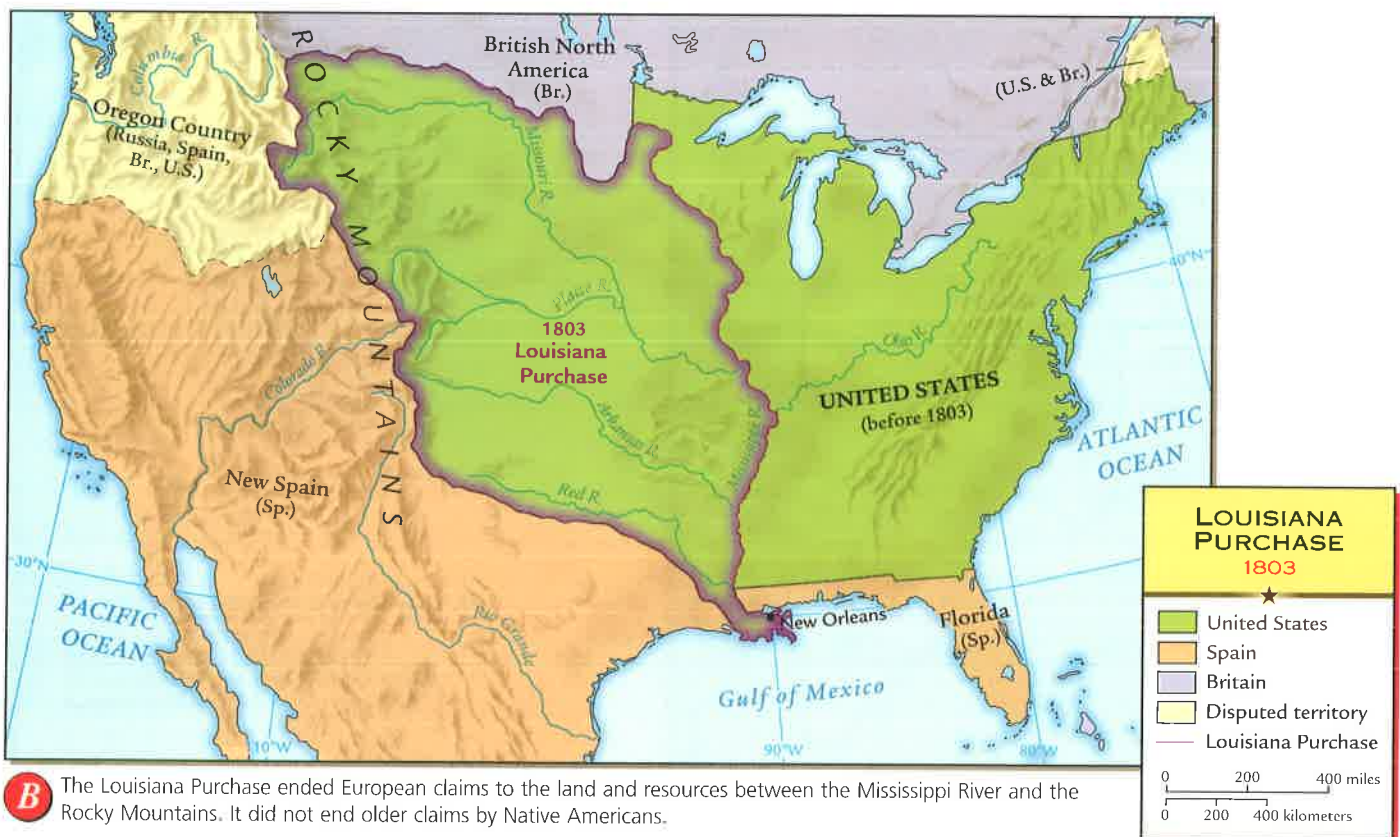 ROCKY MOUNTAINS
British North
America
(Br.)
(U.S. & Br.)
Columbia R.
Oregon Country
(Russia, Spain,
Br., U.S.)
Missouri R.
40°N
Platte R.
1803
Louisiana
Purchase
Ohio R.
Colorado R.
UNITED STATES
(before 1803)
Arkansas R.
Mississippi R.
ATLANTIC
OCEAN
New Spain
(Sp.)
Red R.
30°N
PACIFIC
OCEAN
Rio Grande
New Orleans
Florida
(Sp.)
Gulf of Mexico
10°W
90°W
80°W
LOUISIANA
PURCHASE
1803
United States
Spain
Britain
Disputed territory
Louisiana Purchase
0 200 400 miles
0 200 400 kilometers
B The Louisiana Purchase ended European claims to the land and resources between the Mississippi River and the
Rocky Mountains. It did not end older claims by Native Americans.